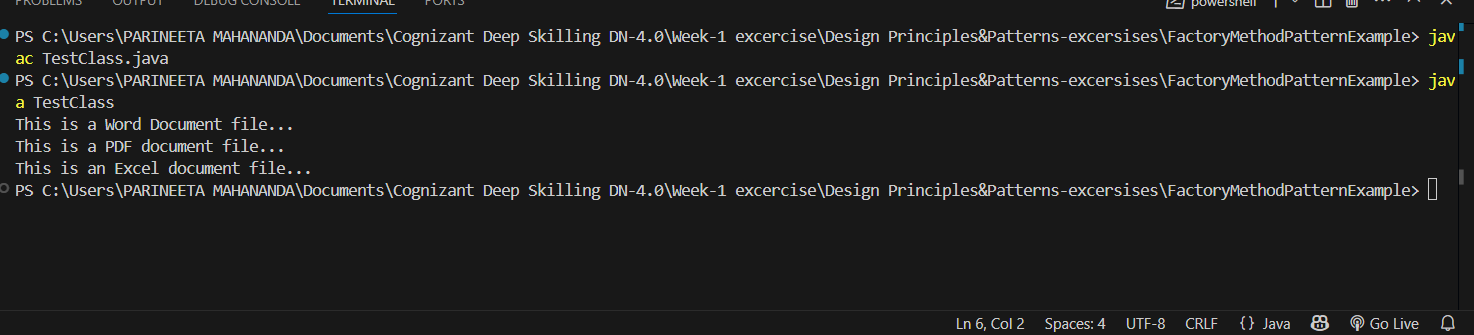 PROBLEMS OUTPUT DEBUG CONSOLE TERMINAL PORTS powershell
PS C:\Users\PARINEETA MAHANANDA\Documents\Cognizant Deep Skilling DN-4.0\Week-1 excercise\Design Principles&Patterns-excersises\FactoryMethodPatternExample> jav
ac TestClass.java
PS C:\Users\PARINEETA MAHANANDA\Documents\Cognizant Deep Skilling DN-4.0\Week-1 excercise\Design Principles&Patterns-excersises\FactoryMethodPatternExample> jav
a TestClass
This is a Word Document file...
This is a PDF document file...
This is an Excel document file...
PS C:\Users\PARINEETA MAHANANDA\Documents\Cognizant Deep Skilling DN-4.0\Week-1 excercise\Design Principles&Patterns-excersises\FactoryMethodPatternExample>
Ln 6, Col 2 Spaces: 4 UTF-8 CRLF {} Java Go Live